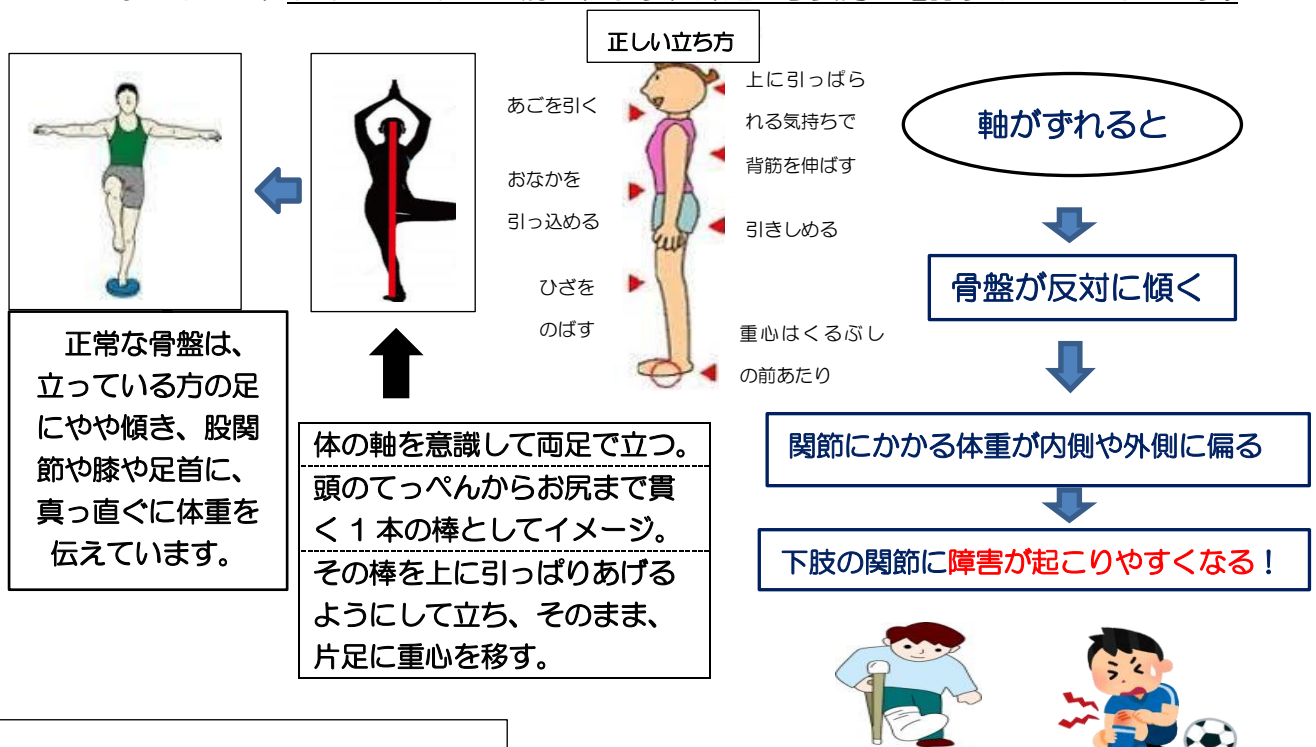 正しい立ち方
あごを引く
おなかを
引っ込める
ひざを
のばす
上に引っぱら
れる気持ちで
背筋を伸ばす
引きしめる
重心はくるぶし
の前あたり
正常な骨盤は、
立っている方の足
にやや傾き、股関
節や膝や足首に、
真っ直ぐに体重を
伝えています。
体の軸を意識して両足で立つ。
頭のてっぺんからお尻まで貫
く1本の棒としてイメージ。
その棒を上に引っぱりあげる
ようにして立ち、そのまま、
片足に重心を移す。
軸がずれると
骨盤が反対に傾く
関節にかかる体重が内側や外側に偏る
下肢の関節に障害が起こりやすくなる！